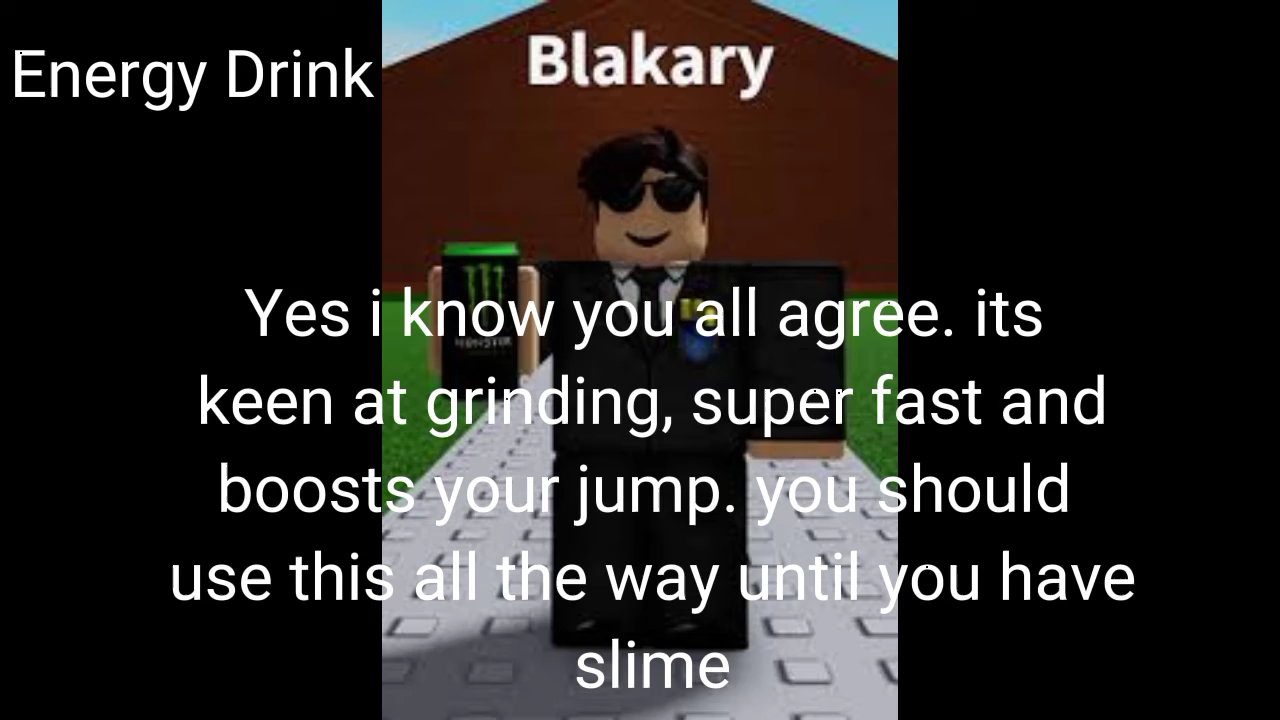 Energy Drink
Blakary
MONSTER
Yes i know you all agree. its
keen at grinding, super fast and
boosts your jump. you should
use this all the way until you have
slime